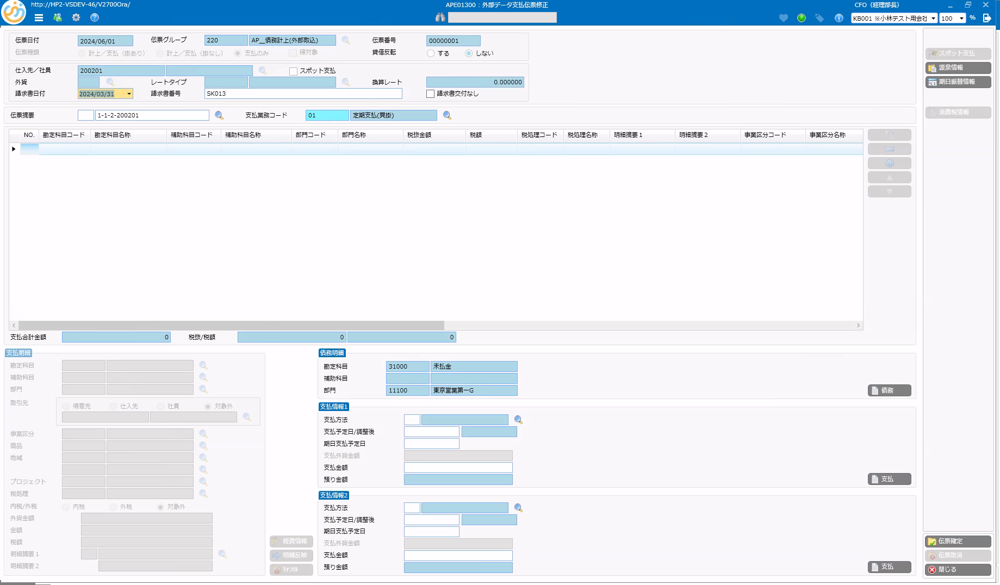 http://HP2-VSDEV-46/V2700Ora/
APE01300：外部データ支払伝票修正
CFO（経理部長）
KB001 ※小林テスト用会社
100
%
伝票日付
2024/06/01
伝票グループ
220
AP__債務計上(外部取込)
伝票番号
00000001
伝票種類
計上／支払（掛あり）
計上／支払（掛なし）
支払のみ
締対象
貸借反転
する
しない
仕入先／社員
200201
スポット支払
外貨
レートタイプ
換算レート
0.000000
請求書日付
2024/03/31
請求書番号
SK013
請求書交付なし
伝票摘要
1-1-2-200201
支払業務コード
01
定期支払(買掛)
NO.
勘定科目コード
勘定科目名称
補助科目コード
補助科目名称
部門コード
部門名称
税抜金額
税額
税処理コード
税処理名称
明細摘要１
明細摘要２
事業区分コード
事業区分名称
支払合計金額
0
税抜/税額
0
0
支払明細
勘定科目
補助科目
部門
取引先
得意先
仕入先
社員
対象外
事業区分
商品
地域
プロジェクト
税処理
内税/外税
内税
外税
対象外
外貨金額
金額
税額
明細摘要１
明細摘要２
経費情報
明細反映
ｷｬﾝｾﾙ
債務明細
勘定科目
31000
未払金
補助科目
部門
11100
東京営業第一G
債務
支払情報1
支払方法
支払予定日/調整後
期日支払予定日
支払外貨金額
支払金額
預り金額
支払
支払情報2
支払方法
支払予定日/調整後
期日支払予定日
支払外貨金額
支払金額
預り金額
支払
スポット支払
源泉情報
期日振替情報
消費税情報
伝票確定
伝票取消
閉じる